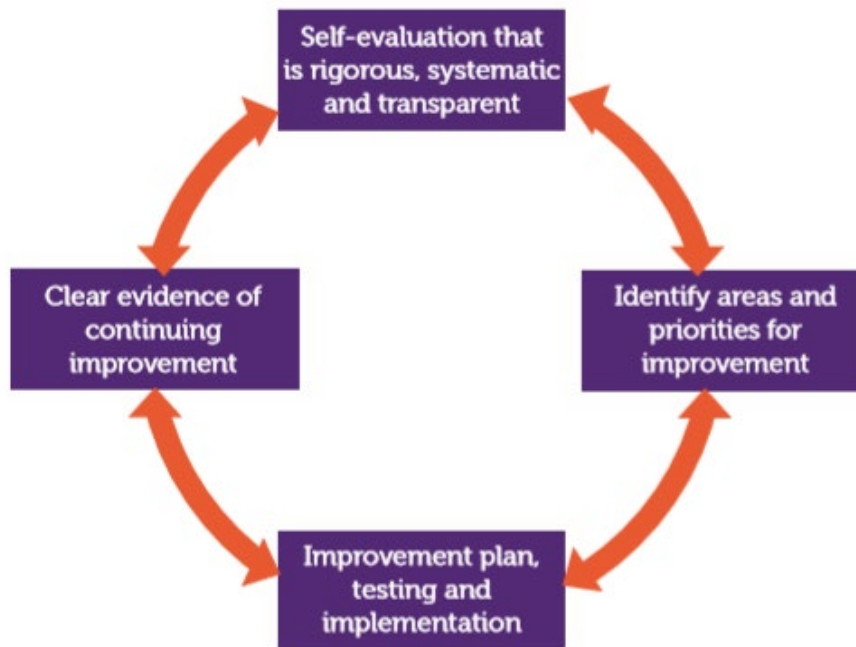 Self-evaluation that
is rigorous, systematic
and transparent
Identify areas and
priorities for
improvement
Improvement plan,
testing and
implementation
Clear evidence of
continuing
improvement